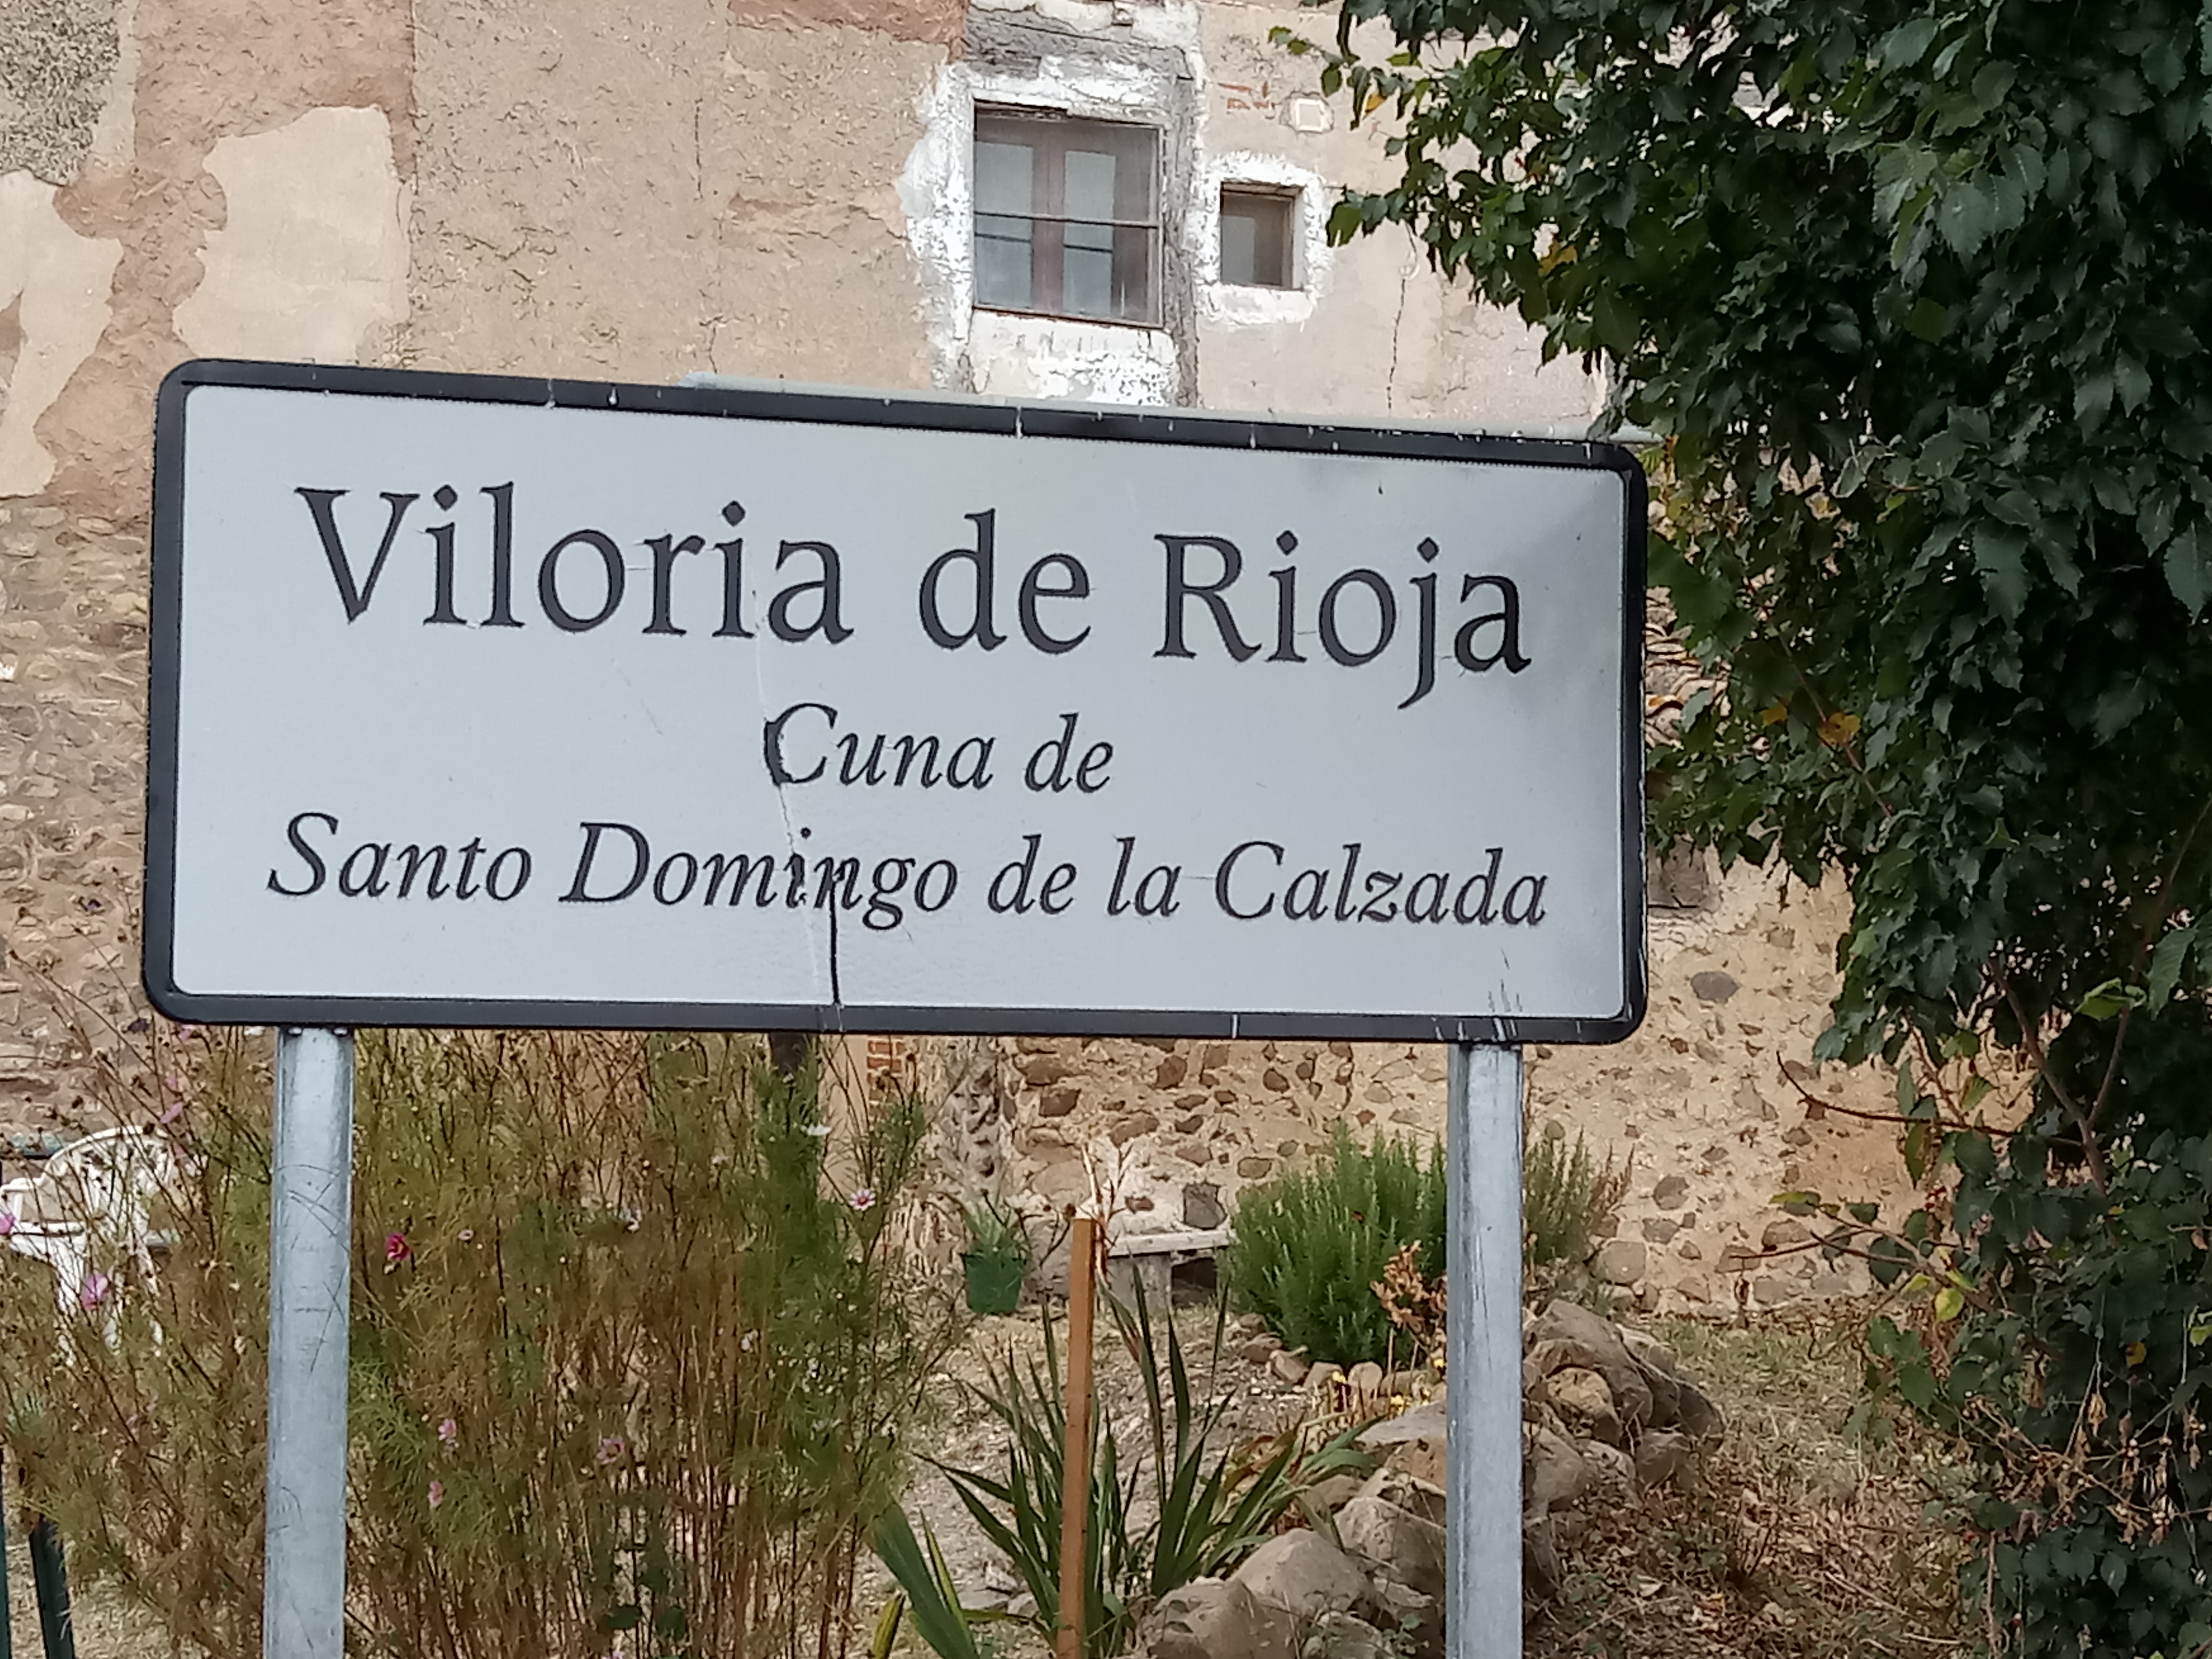 Viloria de Rioja
Cuna de
Santo Domingo de la Calzada